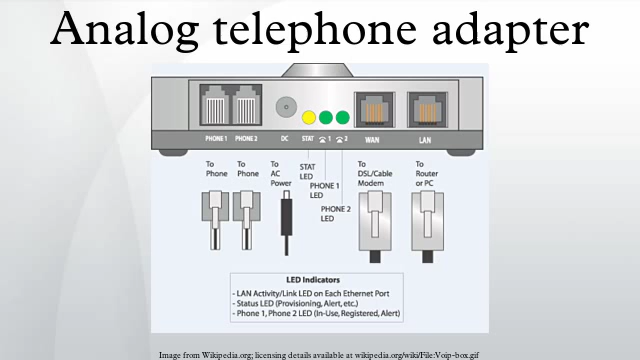 Analog telephone adapter
PHONE 1 PHONE 2 DC STAT 1 2 WAN LAN
To Phone
To Phone
To AC Power
STAT LED
PHONE 1 LED
PHONE 2 LED
To DSL/Cable Modem
To Router or PC
LED Indicators
- LAN Activity/Link LED on Each Ethernet Port
- Status LED (Provisioning, Alert, etc.)
- Phone 1, Phone 2 LED (In-Use, Registered, Alert)
Image from Wikipedia.org; licensing details available at wikipedia.org/wiki/File:Voip-box.gif